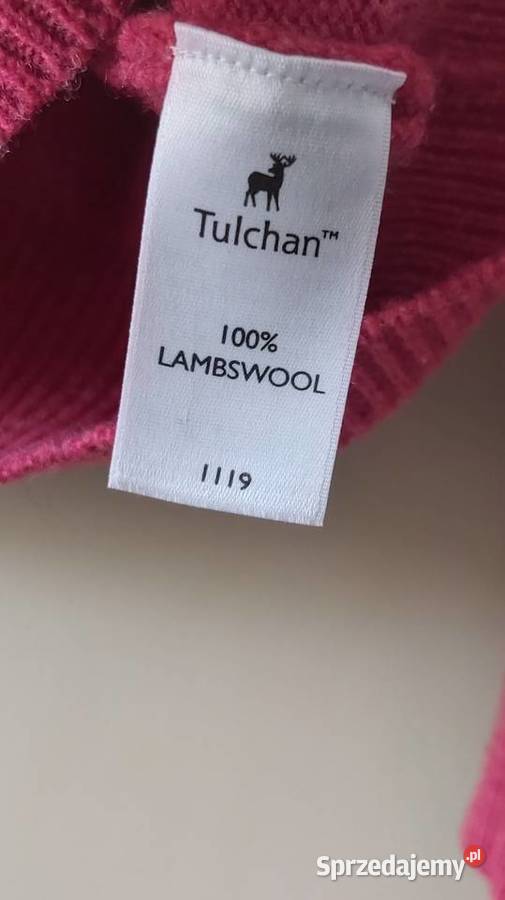 Tulchan™
100%
LAMBSWOOL
1119
Sprzedajemy.pl